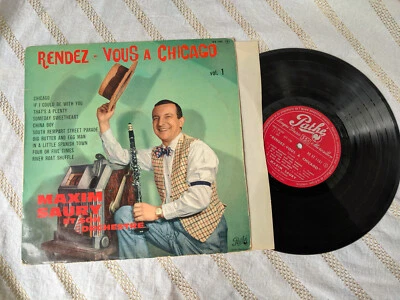 RENDEZ-VOUS A CHICAGO
VOL. 1
CHICAGO
IF I COULD BE WITH YOU
THAT'S A PLENTY
SOMEDAY SWEETHEART
CHINA BOY
SOUTH RAMPART STREET PARADE
BIG BUTTER AND EGG MAN
IN A LITTLE SPANISH TOWN
FOUR OR FIVE TIMES
RIVER BOAT SHUFFLE
MAXIM
SAURY
ET SON
ORCHESTRE
Pathé
Pathé